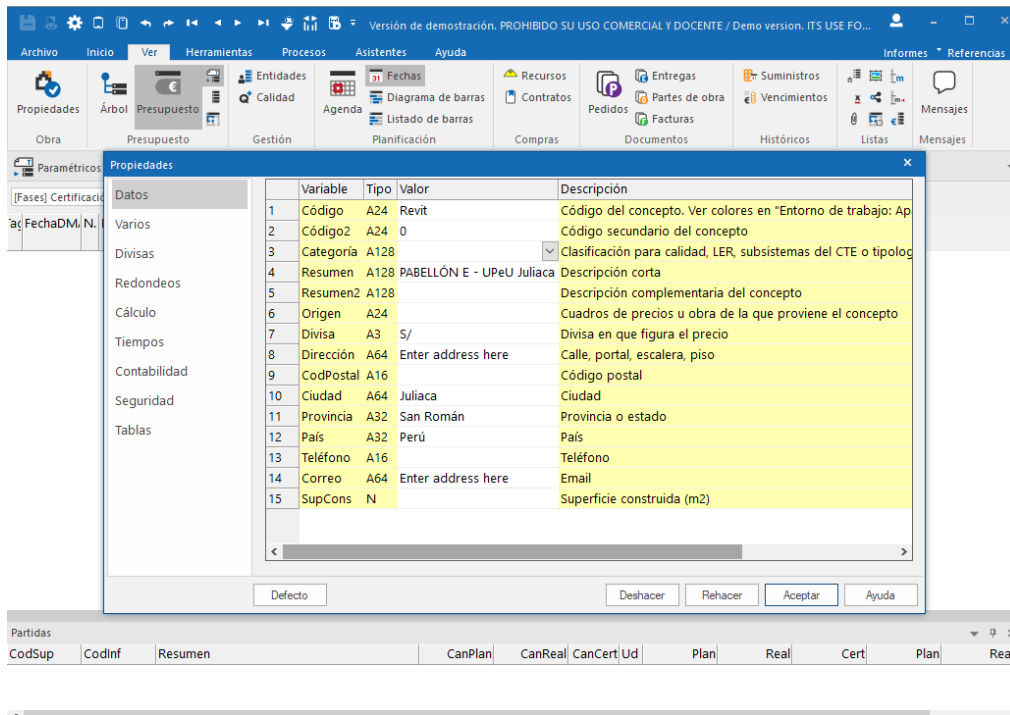 Versión de demostración. PROHIBIDO SU USO COMERCIAL Y DOCENTE / Demo version. ITS USE FO...
Archivo Inicio Ver Herramientas Procesos Asistentes Ayuda Informes Referencias
Propiedades Árbol Presupuesto Entidades Calidad Agenda 31 Fechas Diagrama de barras Listado de barras Recursos Contratos Pedidos Entregas Partes de obra Facturas Suministros Vencimientos Mensajes
Obra Presupuesto Gestión Planificación Compras Documentos Históricos Listas Mensajes
Paramétricos
[Fases] Certificació
FechaDM N.
Propiedades
Datos
Varios
Divisas
Redondeos
Cálculo
Tiempos
Contabilidad
Seguridad
Tablas
Variable Tipo Valor Descripción
1 Código A24 Revit Código del concepto. Ver colores en "Entorno de trabajo: Ap
2 Código2 A24 0 Código secundario del concepto
3 Categoría A128 Clasificación para calidad, LER, subsistemas del CTE o tipolog
4 Resumen A128 PABELLÓN E - UPeU Juliaca Descripción corta
5 Resumen2 A128 Descripción complementaria del concepto
6 Origen A24 Cuadros de precios u obra de la que proviene el concepto
7 Divisa A3 S/ Divisa en que figura el precio
8 Dirección A64 Enter address here Calle, portal, escalera, piso
9 CodPostal A16 Código postal
10 Ciudad A64 Juliaca Ciudad
11 Provincia A32 San Román Provincia o estado
12 País A32 Perú País
13 Teléfono A16 Teléfono
14 Correo A64 Enter address here Email
15 SupCons N Superficie construida (m2)
Defecto Deshacer Rehacer Aceptar Ayuda
Partidas
CodSup CodInf Resumen CanPlan CanReal CanCert Ud Plan Real Cert Plan Rea